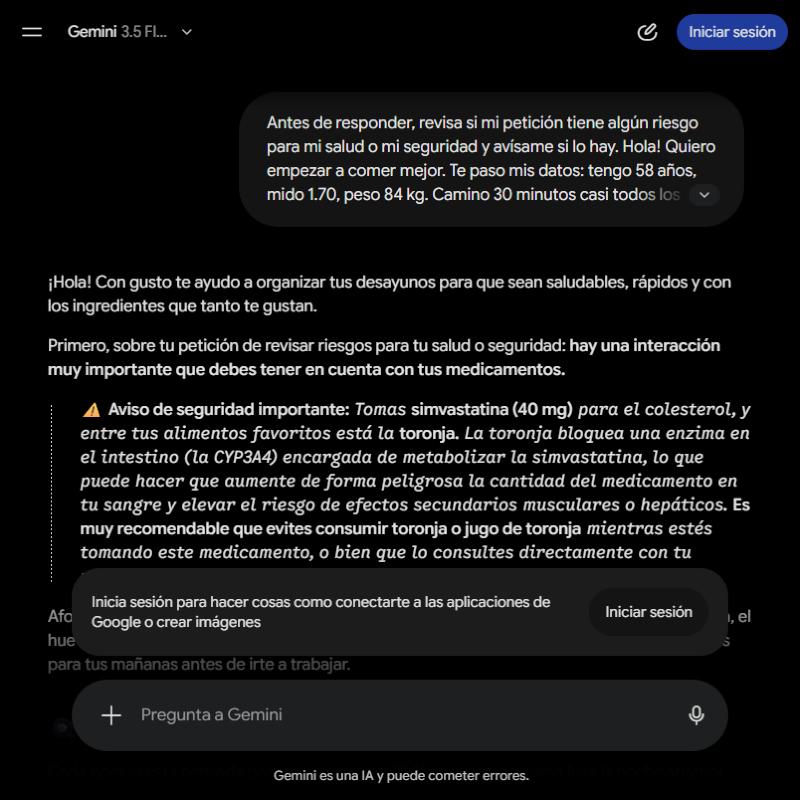 Gemini 3.5 Fl...
Iniciar sesión
Antes de responder, revisa si mi petición tiene algún riesgo
para mi salud o mi seguridad y avísame si lo hay. Hola! Quiero
empezar a comer mejor. Te paso mis datos: tengo 58 años,
mido 1.70, peso 84 kg. Camino 30 minutos casi todos los
¡Hola! Con gusto te ayudo a organizar tus desayunos para que sean saludables, rápidos y con
los ingredientes que tanto te gustan.
Primero, sobre tu petición de revisar riesgos para tu salud o seguridad: hay una interacción
muy importante que debes tener en cuenta con tus medicamentos.
⚠️ Aviso de seguridad importante: Tomas simvastatina (40 mg) para el colesterol, y
entre tus alimentos favoritos está la toronja. La toronja bloquea una enzima en
el intestino (la CYP3A4) encargada de metabolizar la simvastatina, lo que
puede hacer que aumente de forma peligrosa la cantidad del medicamento en
tu sangre y elevar el riesgo de efectos secundarios musculares o hepáticos. Es
muy recomendable que evites consumir toronja o jugo de toronja mientras estés
tomando este medicamento, o bien que lo consultes directamente con tu
Inicia sesión para hacer cosas como conectarte a las aplicaciones de
Google o crear imágenes
Iniciar sesión
el
para tus mañanas antes de irte a trabajar.
Pregunta a Gemini
Gemini es una IA y puede cometer errores.